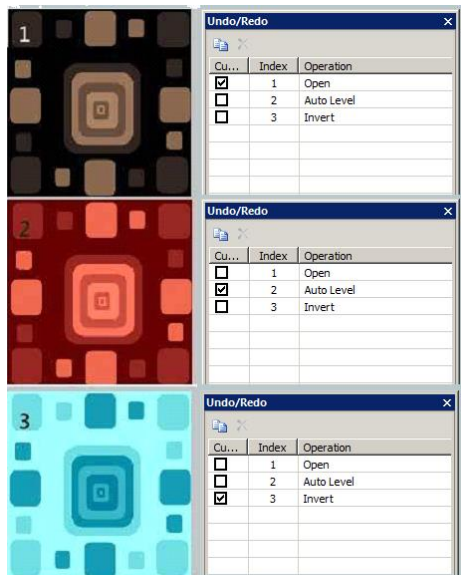 1
Undo/Redo
Cu... Index Operation
1 Open
2 Auto Level
3 Invert
2
Undo/Redo
Cu... Index Operation
1 Open
2 Auto Level
3 Invert
3
Undo/Redo
Cu... Index Operation
1 Open
2 Auto Level
3 Invert